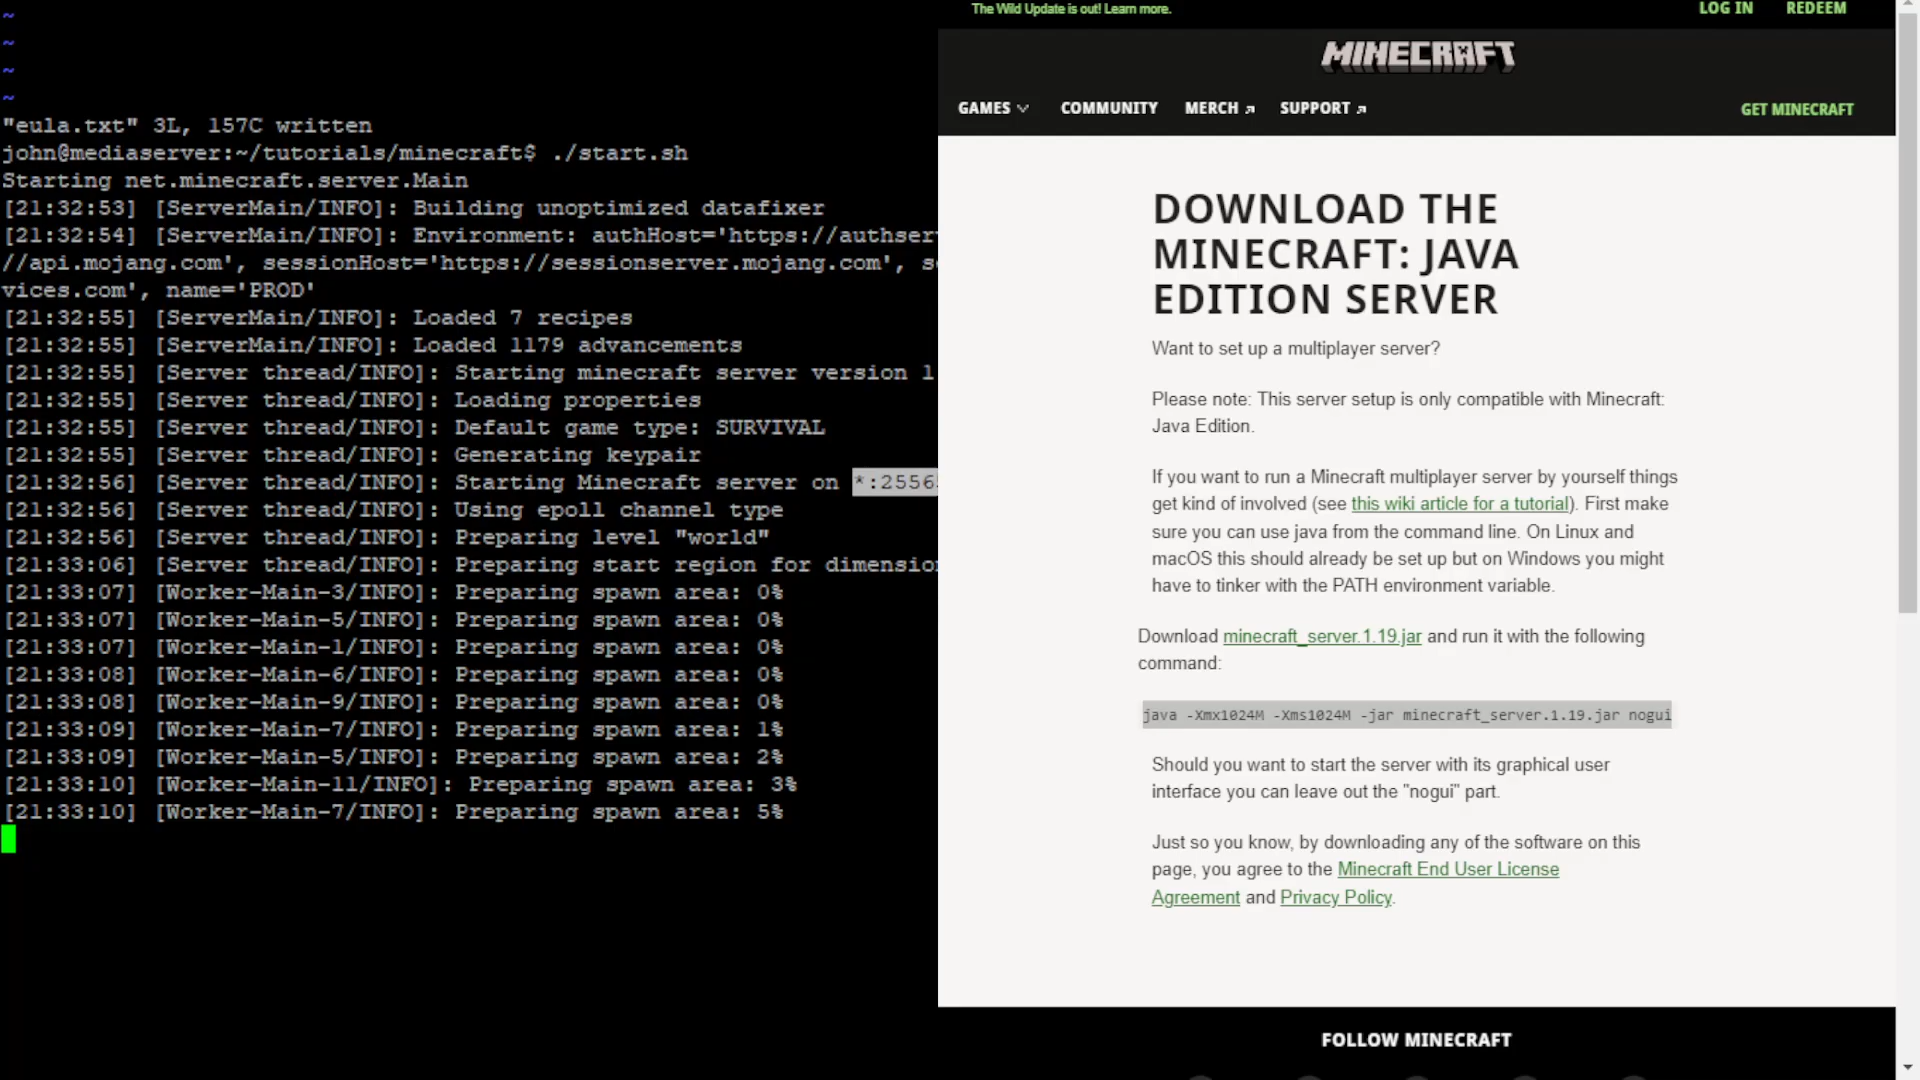 ~
~
~
~
"eula.txt" 3L, 157C written
john@mediaserver:~/tutorials/minecraft$ ./start.sh
Starting net.minecraft.server.Main
[21:32:53] [ServerMain/INFO]: Building unoptimized datafixer
[21:32:54] [ServerMain/INFO]: Environment: authHost='https://authser
//api.mojang.com', sessionHost='https://sessionserver.mojang.com', s
vices.com', name='PROD'
[21:32:55] [ServerMain/INFO]: Loaded 7 recipes
[21:32:55] [ServerMain/INFO]: Loaded 1179 advancements
[21:32:55] [Server thread/INFO]: Starting minecraft server version 1
[21:32:55] [Server thread/INFO]: Loading properties
[21:32:55] [Server thread/INFO]: Default game type: SURVIVAL
[21:32:55] [Server thread/INFO]: Generating keypair
[21:32:56] [Server thread/INFO]: Starting Minecraft server on *:2556
[21:32:56] [Server thread/INFO]: Using epoll channel type
[21:32:56] [Server thread/INFO]: Preparing level "world"
[21:33:06] [Server thread/INFO]: Preparing start region for dimensio
[21:33:07] [Worker-Main-3/INFO]: Preparing spawn area: 0%
[21:33:07] [Worker-Main-5/INFO]: Preparing spawn area: 0%
[21:33:07] [Worker-Main-1/INFO]: Preparing spawn area: 0%
[21:33:08] [Worker-Main-6/INFO]: Preparing spawn area: 0%
[21:33:08] [Worker-Main-9/INFO]: Preparing spawn area: 0%
[21:33:09] [Worker-Main-7/INFO]: Preparing spawn area: 1%
[21:33:09] [Worker-Main-5/INFO]: Preparing spawn area: 2%
[21:33:10] [Worker-Main-11/INFO]: Preparing spawn area: 3%
[21:33:10] [Worker-Main-7/INFO]: Preparing spawn area: 5%
The Wild Update is out! Learn more.
LOG IN REDEEM
MINECRAFT
GAMES COMMUNITY MERCH SUPPORT GET MINECRAFT
DOWNLOAD THE
MINECRAFT: JAVA
EDITION SERVER
Want to set up a multiplayer server?
Please note: This server setup is only compatible with Minecraft:
Java Edition.
If you want to run a Minecraft multiplayer server by yourself things
get kind of involved (see this wiki article for a tutorial). First make
sure you can use java from the command line. On Linux and
macOS this should already be set up but on Windows you might
have to tinker with the PATH environment variable.
Download minecraft_server.1.19.jar and run it with the following
command:
java -Xmx1024M -Xms1024M -jar minecraft_server.1.19.jar nogui
Should you want to start the server with its graphical user
interface you can leave out the "nogui" part.
Just so you know, by downloading any of the software on this
page, you agree to the Minecraft End User License
Agreement and Privacy Policy.
FOLLOW MINECRAFT